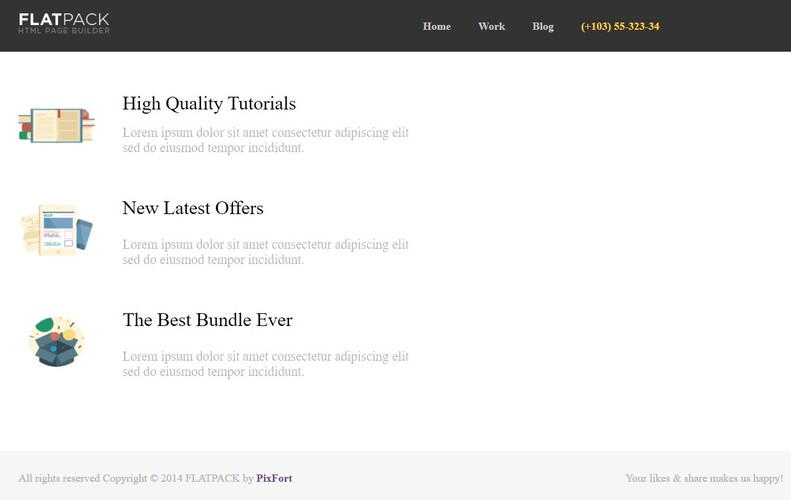 FLATPACK
HTML PAGE BUILDER
Home Work Blog (+103) 55-323-34
High Quality Tutorials
Lorem ipsum dolor sit amet consectetur adipiscing elit
sed do eiusmod tempor incididunt.
New Latest Offers
Lorem ipsum dolor sit amet consectetur adipiscing elit
sed do eiusmod tempor incididunt.
The Best Bundle Ever
Lorem ipsum dolor sit amet consectetur adipiscing elit
sed do eiusmod tempor incididunt.
All rights reserved Copyright © 2014 FLATPACK by PixFort
Your likes & share makes us happy!